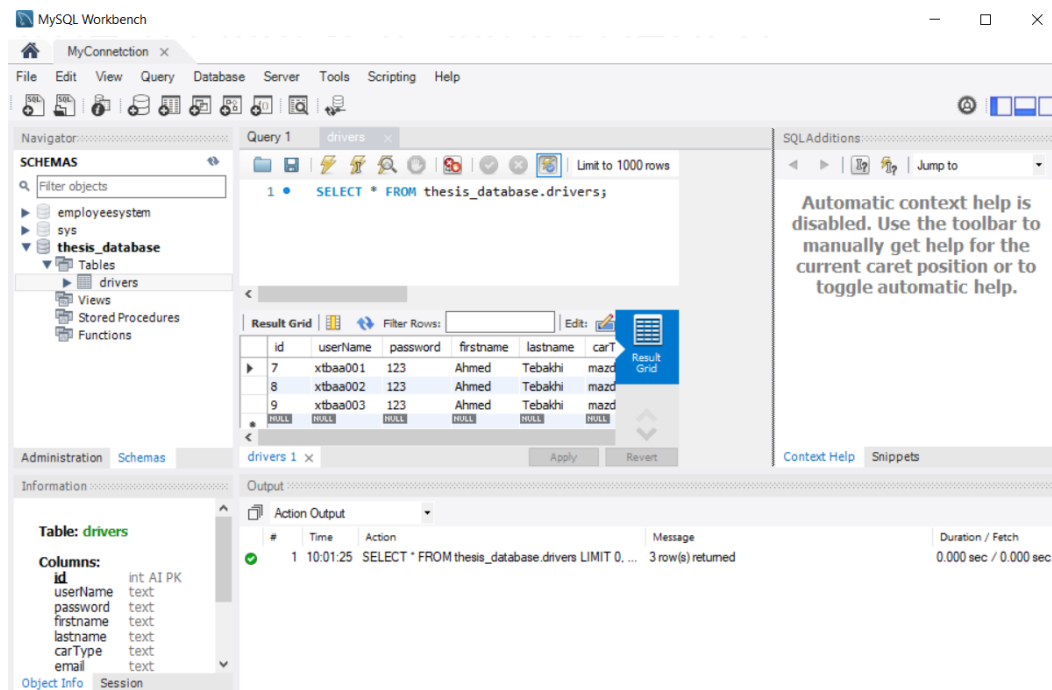 MySQL Workbench
MyConnetction
File Edit View Query Database Server Tools Scripting Help
Navigator
SCHEMAS
Filter objects
employeesystem
sys
thesis_database
Tables
drivers
Views
Stored Procedures
Functions
Administration Schemas
Query 1 drivers
Limit to 1000 rows
1 SELECT * FROM thesis_database.drivers;
Result Grid Filter Rows: Edit:
id userName password firstname lastname carT
7 xtbaa001 123 Ahmed Tebakhi mazd
8 xtbaa002 123 Ahmed Tebakhi mazd
9 xtbaa003 123 Ahmed Tebakhi mazd
NULL NULL NULL NULL NULL NULL
Result
Grid
drivers 1 Apply Revert
SQLAdditions
Jump to
Automatic context help is
disabled. Use the toolbar to
manually get help for the
current caret position or to
toggle automatic help.
Context Help Snippets
Information
Table: drivers
Columns:
id int AI PK
userName text
password text
firstname text
lastname text
carType text
email text
Object Info Session
Output
Action Output
# Time Action Message Duration / Fetch
1 10:01:25 SELECT * FROM thesis_database.drivers LIMIT 0, ... 3 row(s) returned 0.000 sec / 0.000 sec